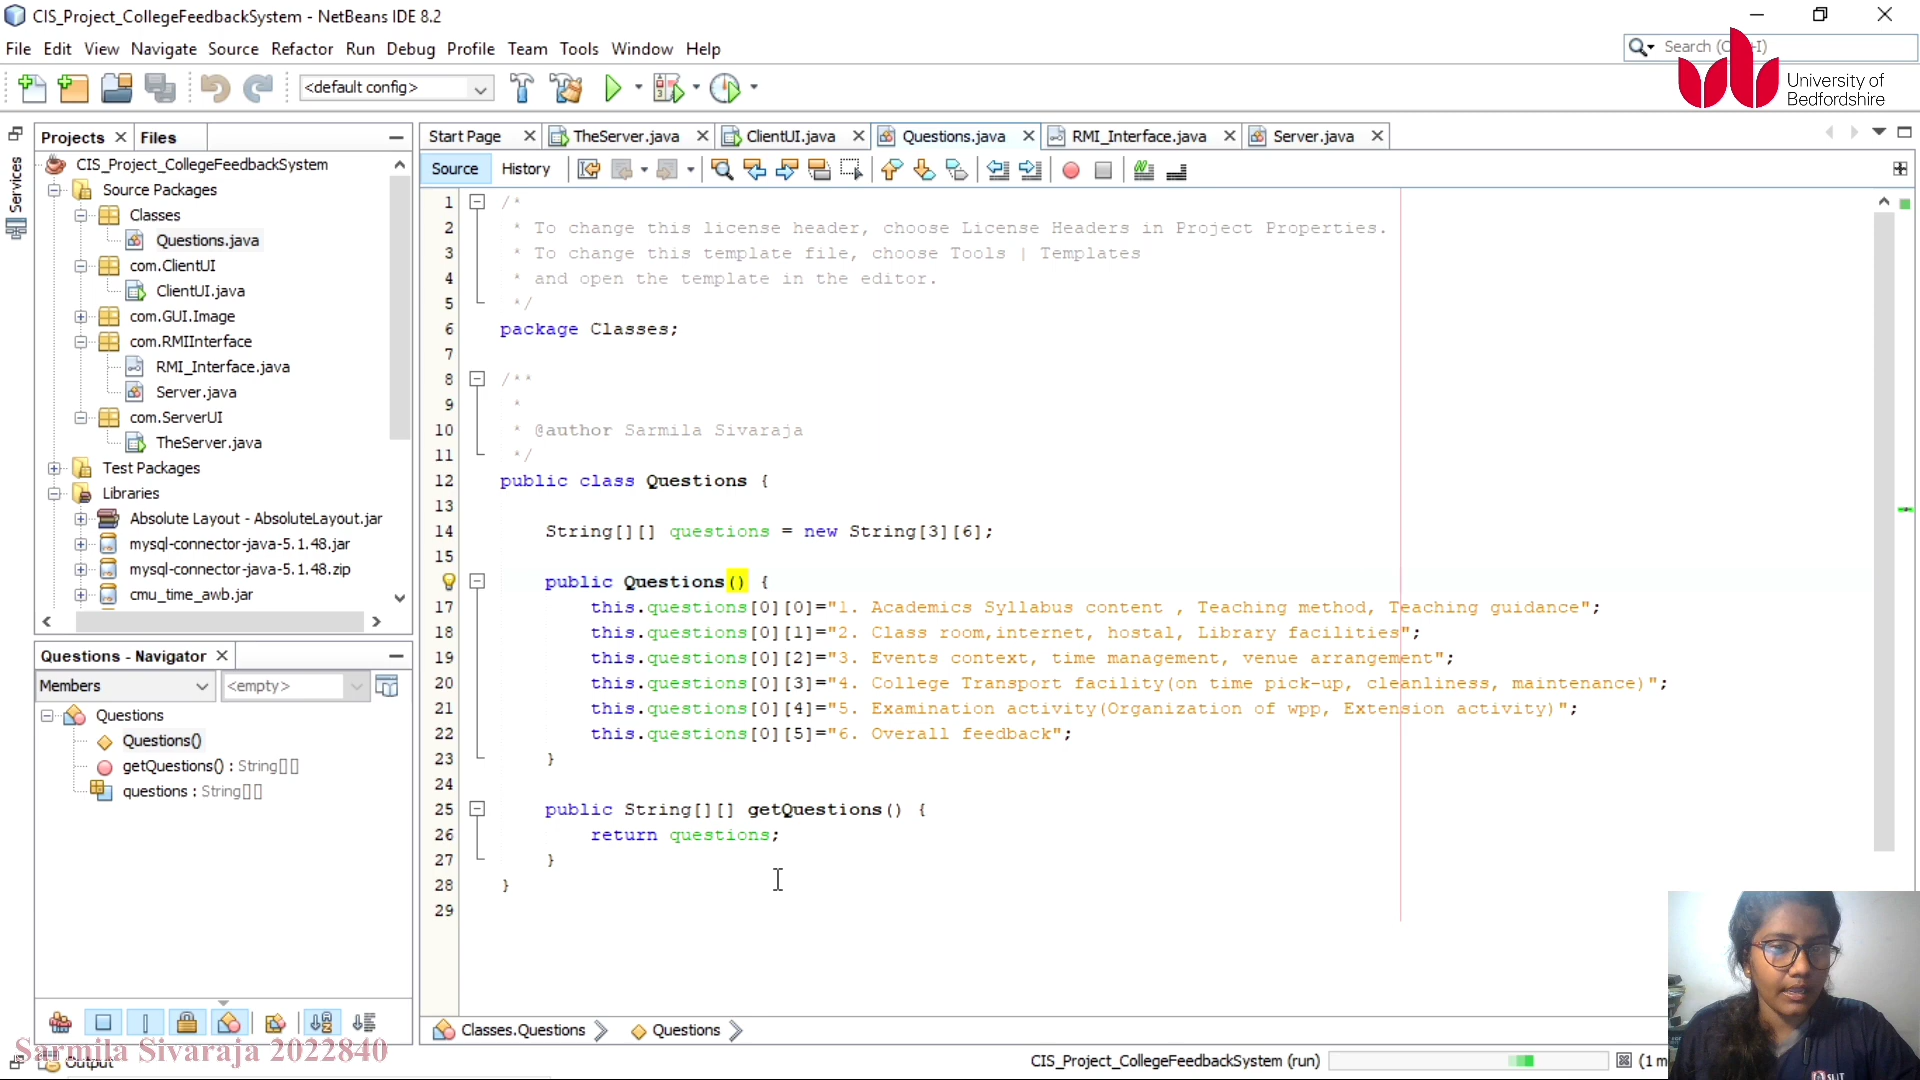 CIS_Project_CollegeFeedbackSystem - NetBeans IDE 8.2
File Edit View Navigate Source Refactor Run Debug Profile Team Tools Window Help
Search (
+I)
University of
Bedfordshire
<default config>
Projects
Files
Start Page
TheServer.java
ClientUI.java
Questions.java
RMI_Interface.java
Server.java
Services
Source
History
CIS_Project_CollegeFeedbackSystem
Source Packages
Classes
Questions.java
com.ClientUI
ClientUI.java
com.GUI.Image
com.RMIInterface
RMI_Interface.java
Server.java
com.ServerUI
TheServer.java
Test Packages
Libraries
Absolute Layout - AbsoluteLayout.jar
mysql-connector-java-5.1.48.jar
mysql-connector-java-5.1.48.zip
cmu_time_awb.jar
Questions - Navigator
Members
<empty>
Questions
Questions()
getQuestions() : String[][]
questions : String[][]
1 /*
2 * To change this license header, choose License Headers in Project Properties.
3 * To change this template file, choose Tools | Templates
4 * and open the template in the editor.
5 */
6 package Classes;
7
8 /**
9 *
10 * @author Sarmila Sivaraja
11 */
12 public class Questions {
13
14 String[][] questions = new String[3][6];
15
public Questions() {
17 this.questions[0][0]="1. Academics Syllabus content , Teaching method, Teaching guidance";
18 this.questions[0][1]="2. Class room,internet, hostal, Library facilities";
19 this.questions[0][2]="3. Events context, time management, venue arrangement";
20 this.questions[0][3]="4. College Transport facility(on time pick-up, cleanliness, maintenance)";
21 this.questions[0][4]="5. Examination activity(Organization of wpp, Extension activity)";
22 this.questions[0][5]="6. Overall feedback";
23 }
24
25 public String[][] getQuestions() {
26 return questions;
27 }
28 }
29
Classes.Questions
Questions
Sarmila Sivaraja 2022840
Output
CIS_Project_CollegeFeedbackSystem (run)
(1 m